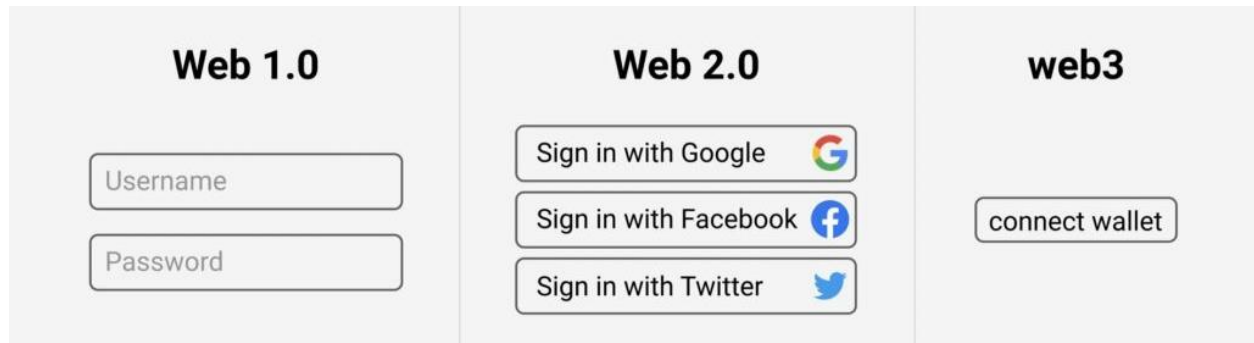 Web 1.0
Username
Password
Web 2.0
Sign in with Google
Sign in with Facebook
Sign in with Twitter
web3
connect wallet